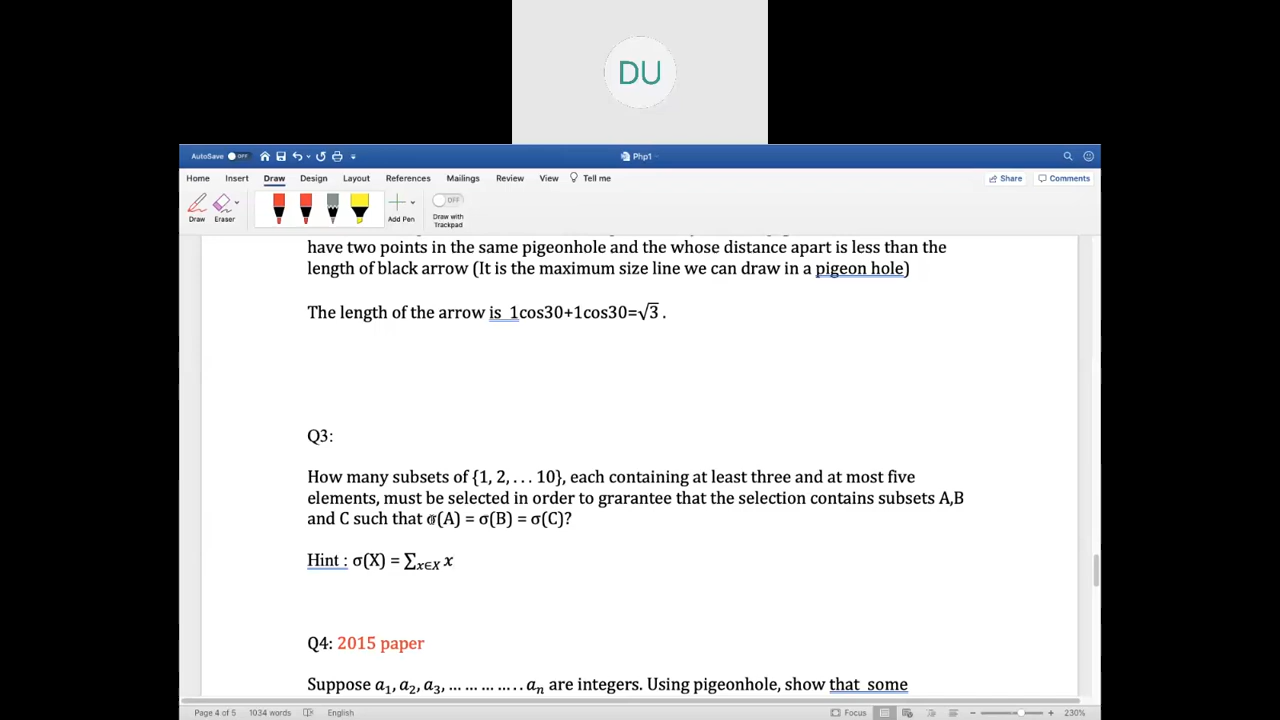 DU
AutoSave OFF Php1
Home Insert Draw Design Layout References Mailings Review View Tell me Share Comments
OFF
Draw Eraser Add Pen Draw with Trackpad
have two points in the same pigeonhole and the whose distance apart is less than the
length of black arrow (It is the maximum size line we can draw in a pigeon hole)
The length of the arrow is 1cos30+1cos30=√3 .
Q3:
How many subsets of {1, 2, . . . 10}, each containing at least three and at most five
elements, must be selected in order to grarantee that the selection contains subsets A,B
and C such that σ(A) = σ(B) = σ(C)?
Hint : σ(X) = ∑x∈X x
Q4: 2015 paper
Suppose a1, a2, a3, … … … … . . an are integers. Using pigeonhole, show that some
Page 4 of 5 1034 words English Focus 230%